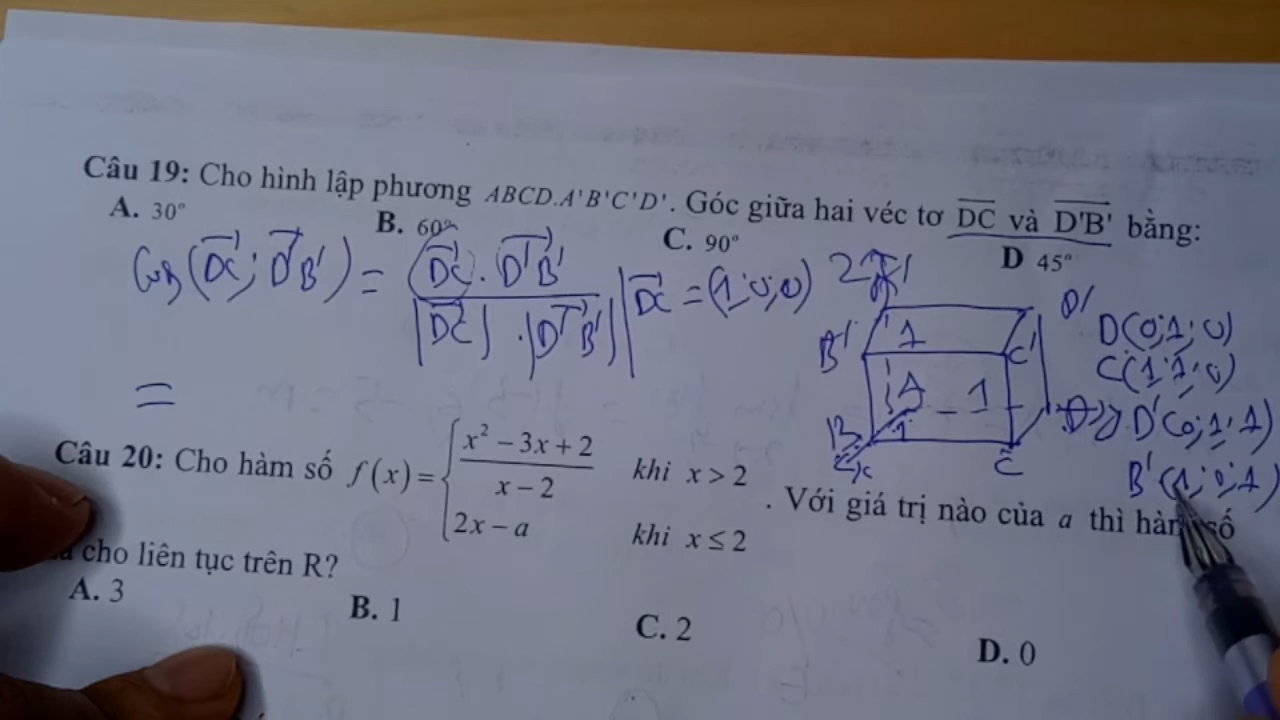 Câu 19: Cho hình lập phương ABCD.A'B'C'D'. Góc giữa hai véc tơ DC và D'B' bằng:
A. 30° B. 60° C. 90° D 45°
Cos (DC; D'B') = DC . D'B' / |DC| . |D'B'|
DC = (1;0;0)
=
B' 1 C' D'
A 1
B 1 C x y
D(0;1;0)
C(1;1;0)
D'(0;1;1)
B'(1;0;1)
Câu 20: Cho hàm số f(x) = { (x² − 3x + 2)/(x − 2) khi x > 2
2x − a khi x ≤ 2 . Với giá trị nào của a thì hàm số
cho liên tục trên R?
A. 3 B. 1 C. 2 D. 0